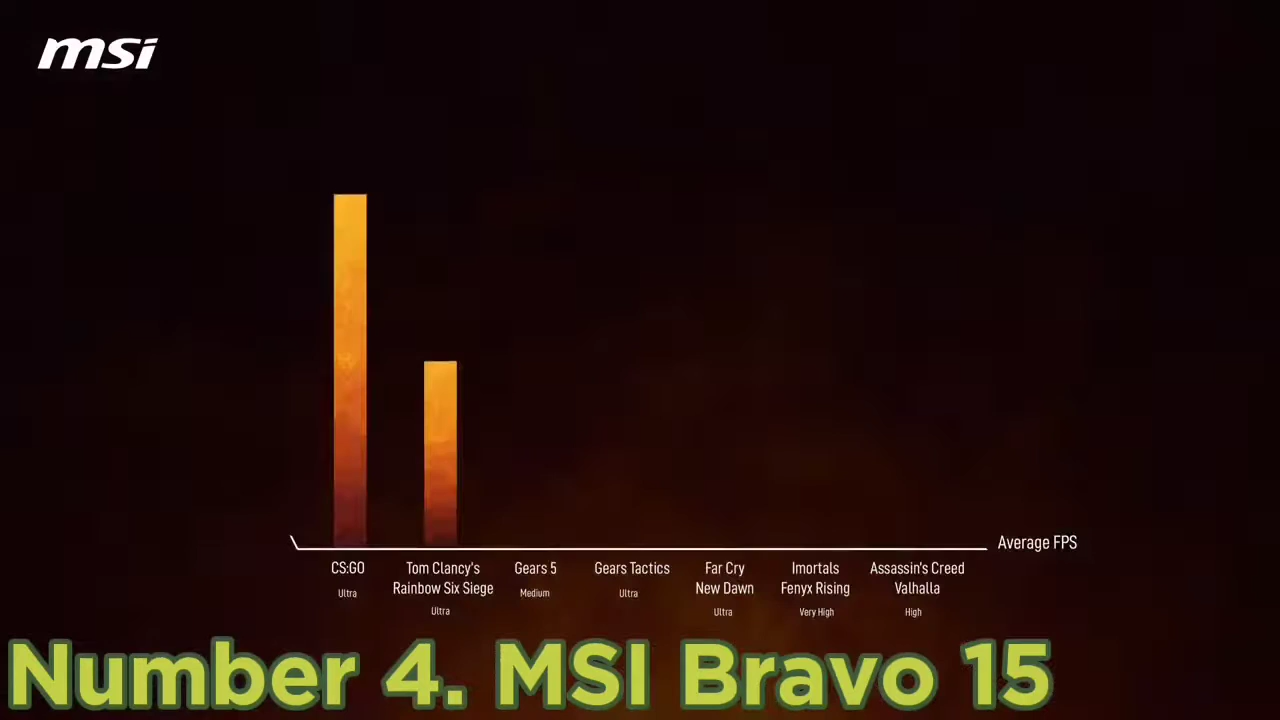 msi
Average FPS
CS:GO
Ultra
Tom Clancy's
Rainbow Six Siege
Ultra
Gears 5
Medium
Gears Tactics
Ultra
Far Cry
New Dawn
Ultra
Imortals
Fenyx Rising
Very High
Assassin's Creed
Valhalla
High
Number 4. MSI Bravo 15